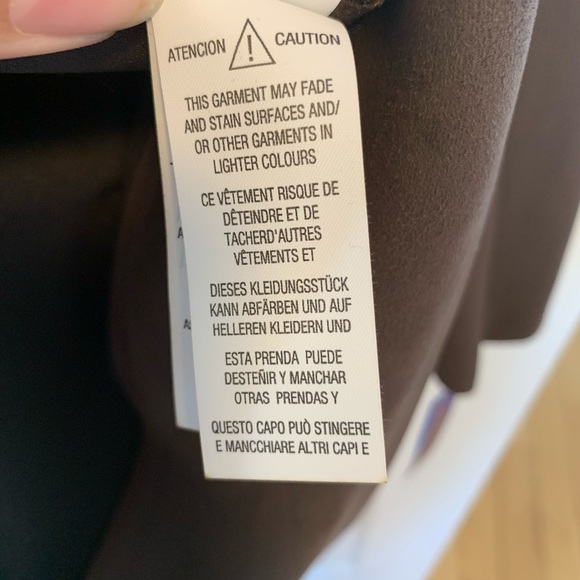 ATENCION CAUTION
THIS GARMENT MAY FADE
AND STAIN SURFACES AND/
OR OTHER GARMENTS IN
LIGHTER COLOURS
CE VÊTEMENT RISQUE DE
DÊTEINDRE ET DE
TACHERD'AUTRES
VÊTEMENTS ET
DIESES KLEIDUNGSSTÜCK
KANN ABFÄRBEN UND AUF
HELLEREN KLEIDERN UND
ESTA PRENDA PUEDE
DESTEÑIR Y MANCHAR
OTRAS PRENDAS Y
QUESTO CAPO PUÒ STINGERE
E MANCCHIARE ALTRI CAPI E